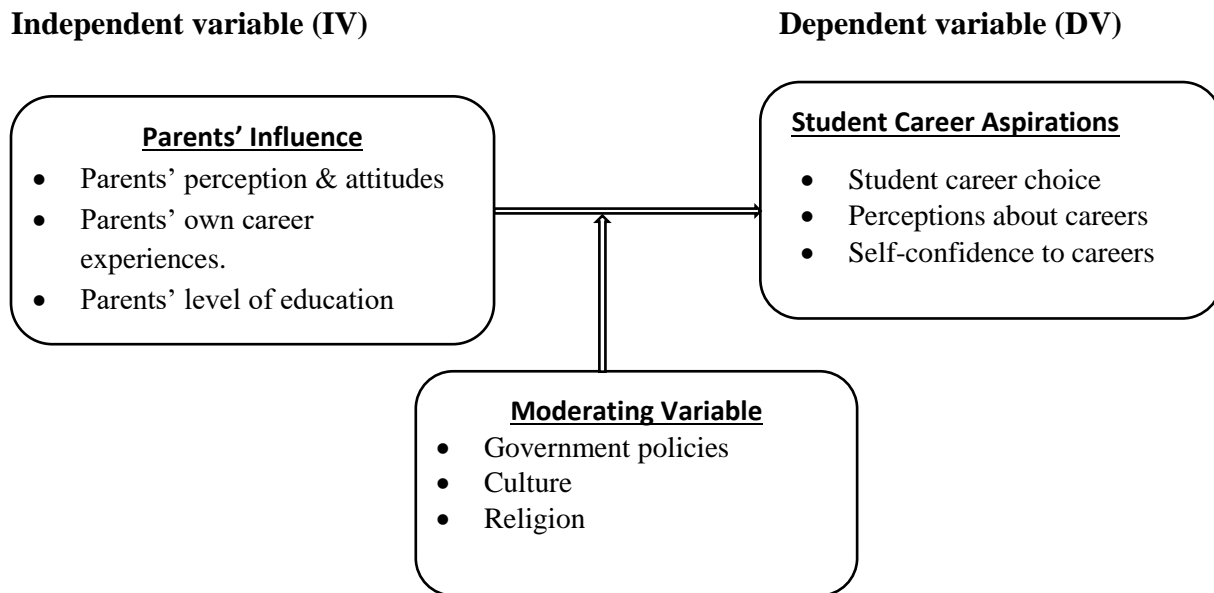 Independent variable (IV)
Dependent variable (DV)
Parents’ Influence
• Parents’ perception & attitudes
• Parents’ own career
experiences.
• Parents’ level of education
Student Career Aspirations
• Student career choice
• Perceptions about careers
• Self-confidence to careers
Moderating Variable
• Government policies
• Culture
• Religion